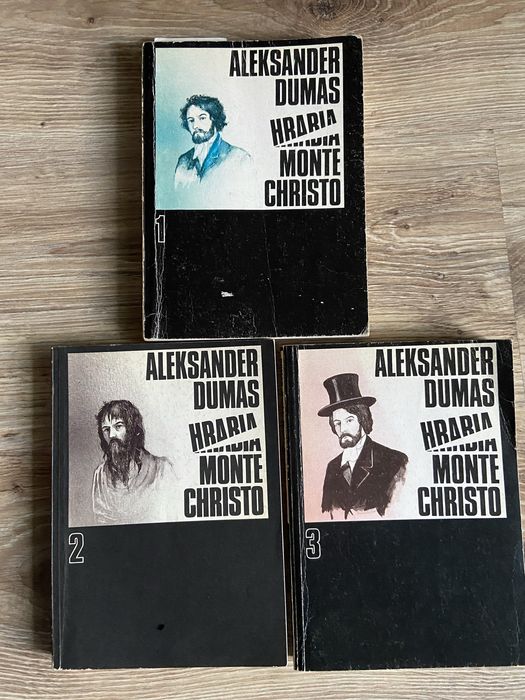 ALEKSANDER
DUMAS
HRABIA
MONTE
CHRISTO
1
ALEKSANDER
DUMAS
HRABIA
MONTE
CHRISTO
2
ALEKSANDER
DUMAS
HRABIA
MONTE
CHRISTO
3